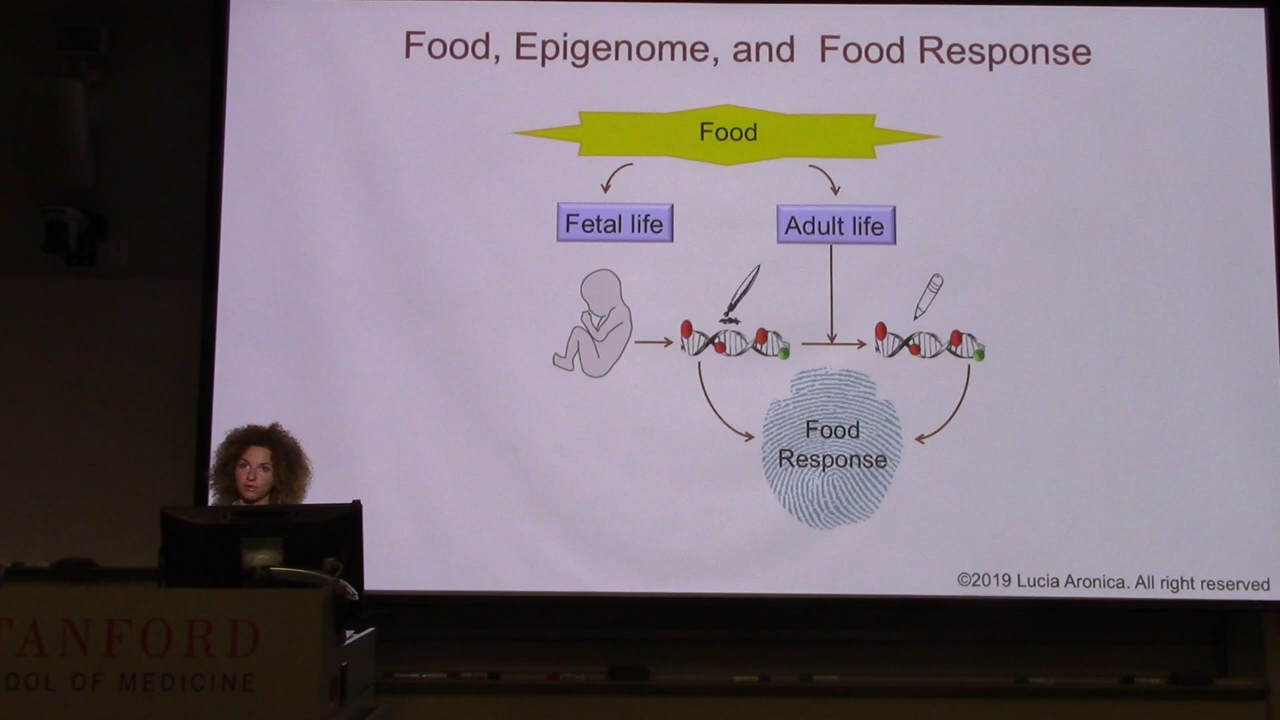 Food, Epigenome, and Food Response
Food
Fetal life
Adult life
Food
Response
©2019 Lucia Aronica. All right reserved
TANFORD
OOL OF MEDICINE